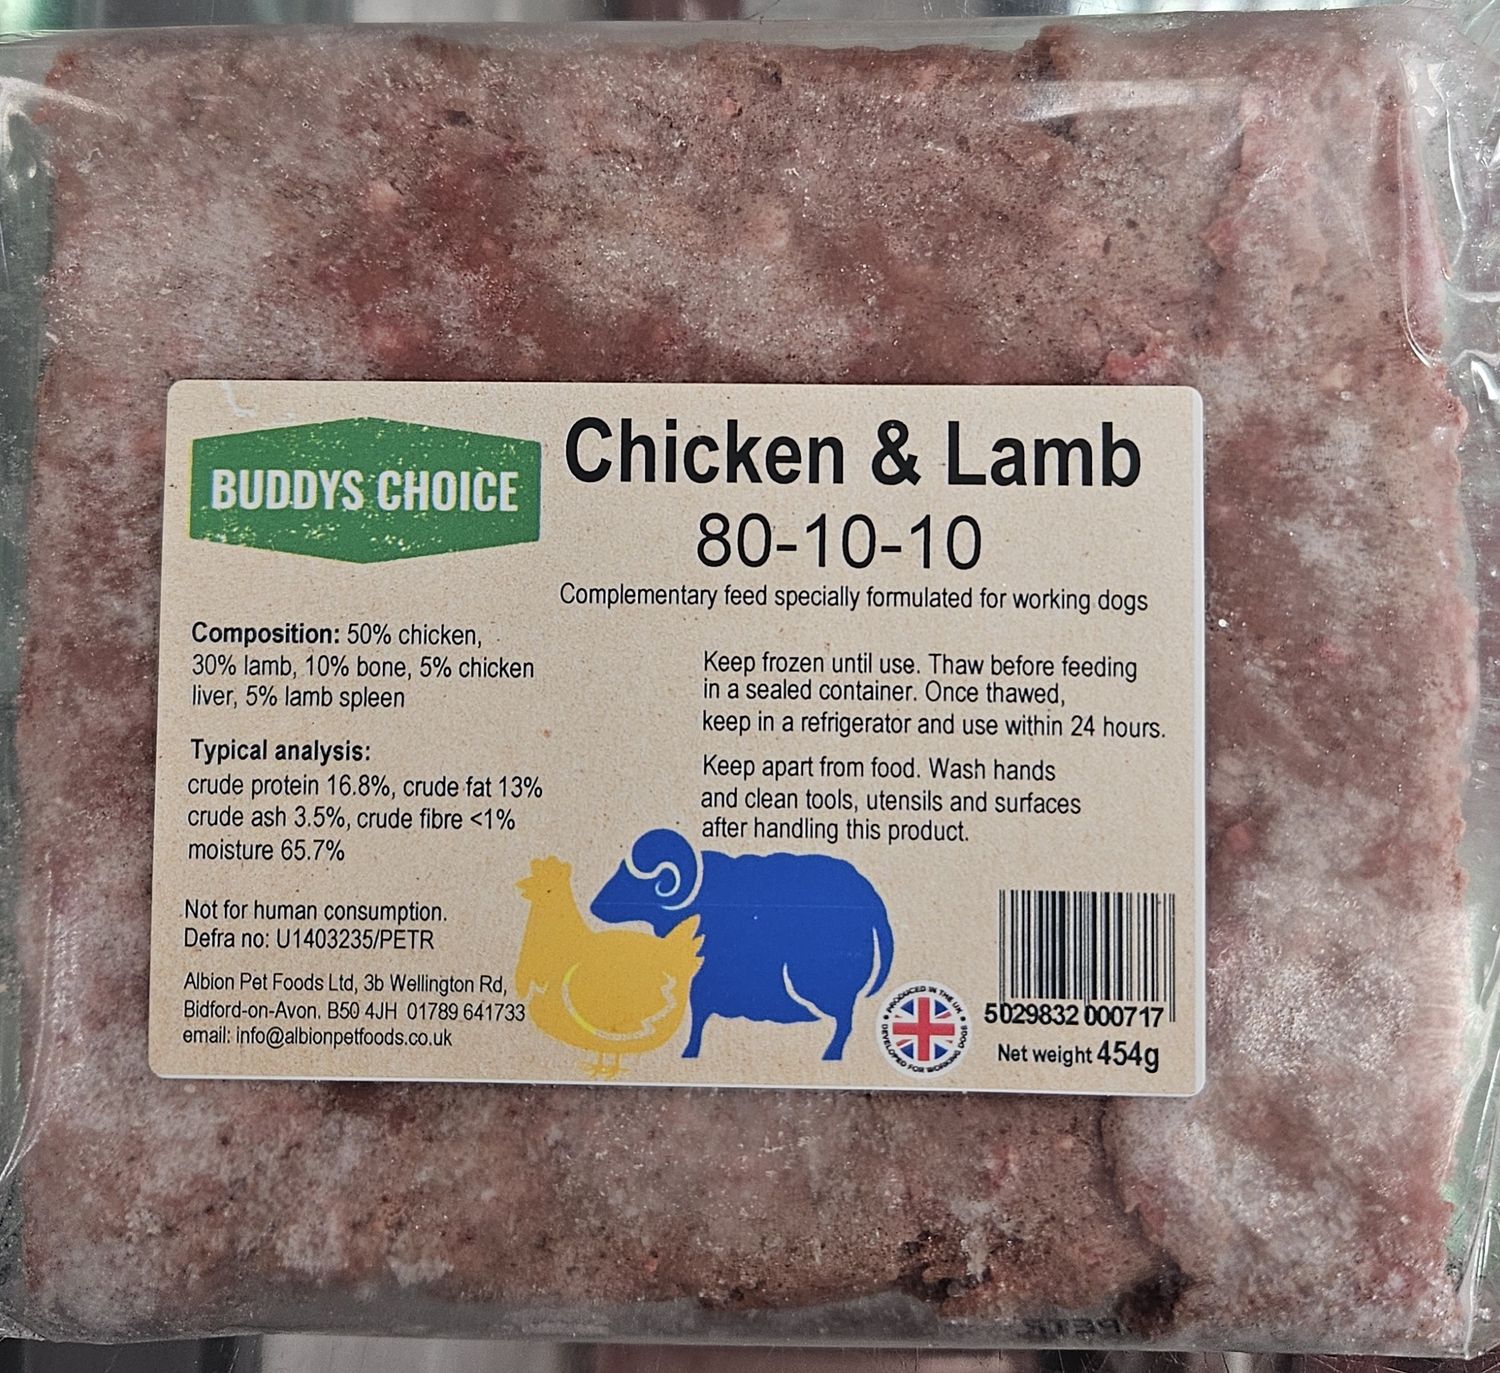 BUDDYS CHOICE
Chicken & Lamb
80-10-10
Complementary feed specially formulated for working dogs
Composition: 50% chicken,
30% lamb, 10% bone, 5% chicken
liver, 5% lamb spleen
Typical analysis:
crude protein 16.8%, crude fat 13%
crude ash 3.5%, crude fibre <1%
moisture 65.7%
Not for human consumption.
Defra no: U1403235/PETR
Albion Pet Foods Ltd, 3b Wellington Rd,
Bidford-on-Avon. B50 4JH 01789 641733
email: info@albionpetfoods.co.uk
Keep frozen until use. Thaw before feeding
in a sealed container. Once thawed,
keep in a refrigerator and use within 24 hours.
Keep apart from food. Wash hands
and clean tools, utensils and surfaces
after handling this product.
PRODUCED IN THE UK
DEVELOPED FOR WORKING DOGS
5029832 000717
Net weight 454g